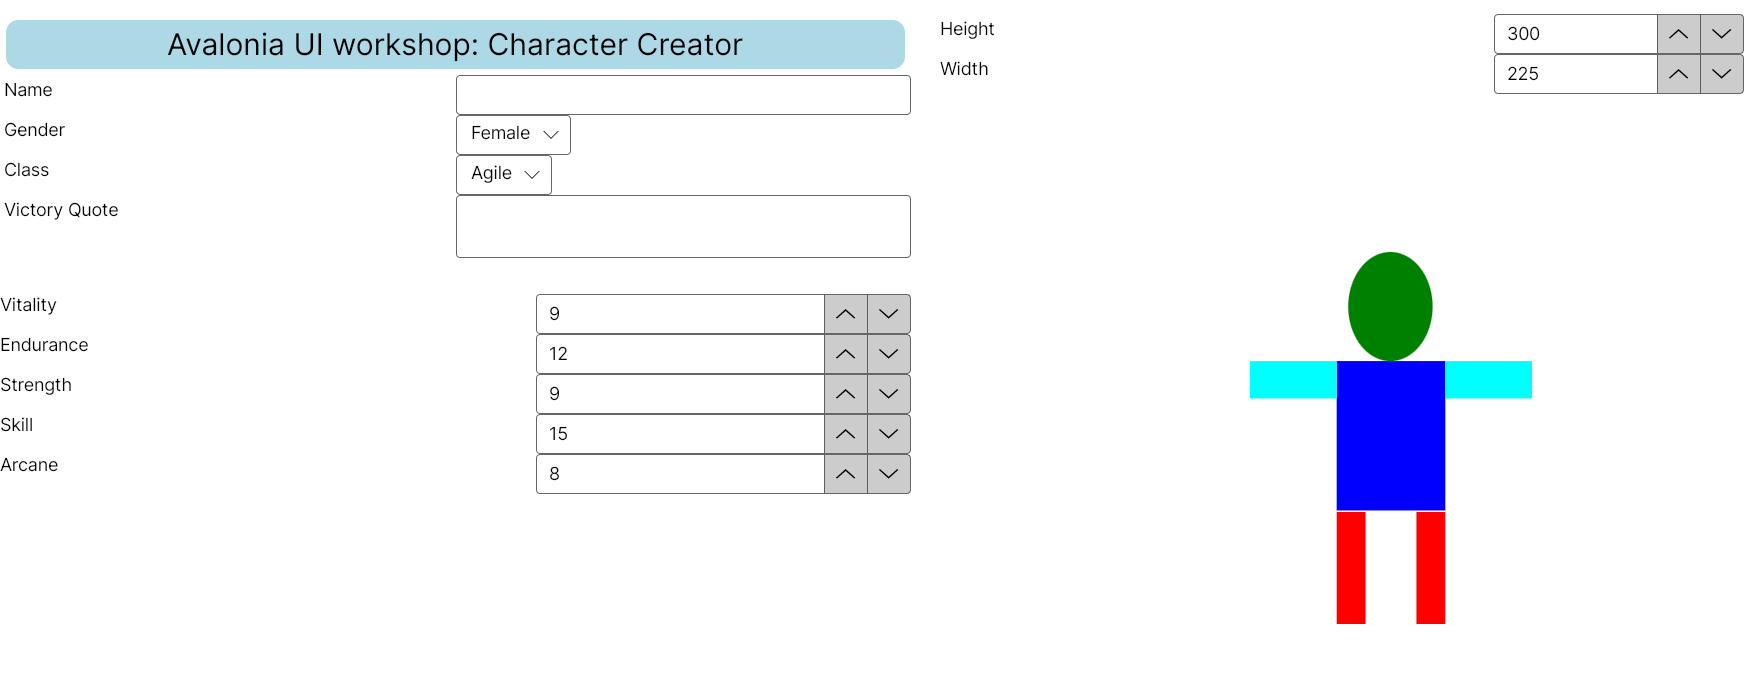 Avalonia UI workshop: Character Creator
Name
Gender Female
Class Agile
Victory Quote
Vitality 9
Endurance 12
Strength 9
Skill 15
Arcane 8
Height 300
Width 225